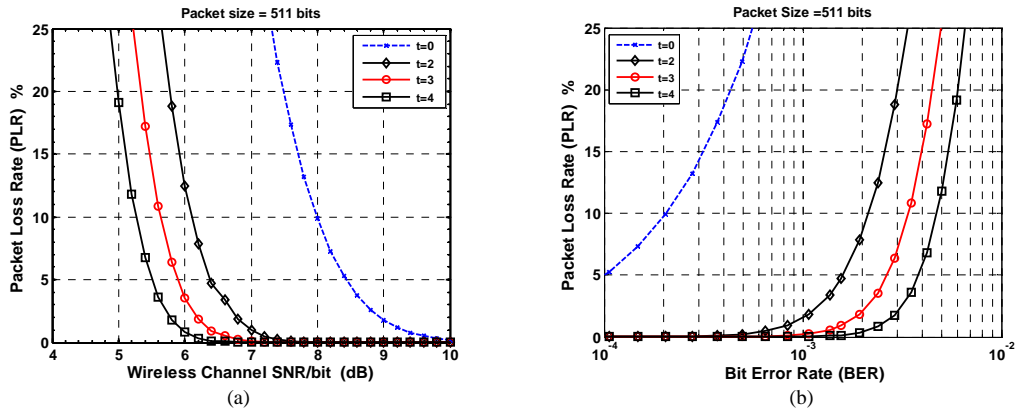 Packet size = 511 bits
Packet Loss Rate (PLR) %
25
20
15
10
5
0
4
5
6
7
8
9
10
t=0
t=2
t=3
t=4
Wireless Channel SNR/bit (dB)
(a)
Packet Size =511 bits
Packet Loss Rate (PLR) %
25
20
15
10
5
0
10^-4
10^-3
10^-2
t=0
t=2
t=3
t=4
Bit Error Rate (BER)
(b)